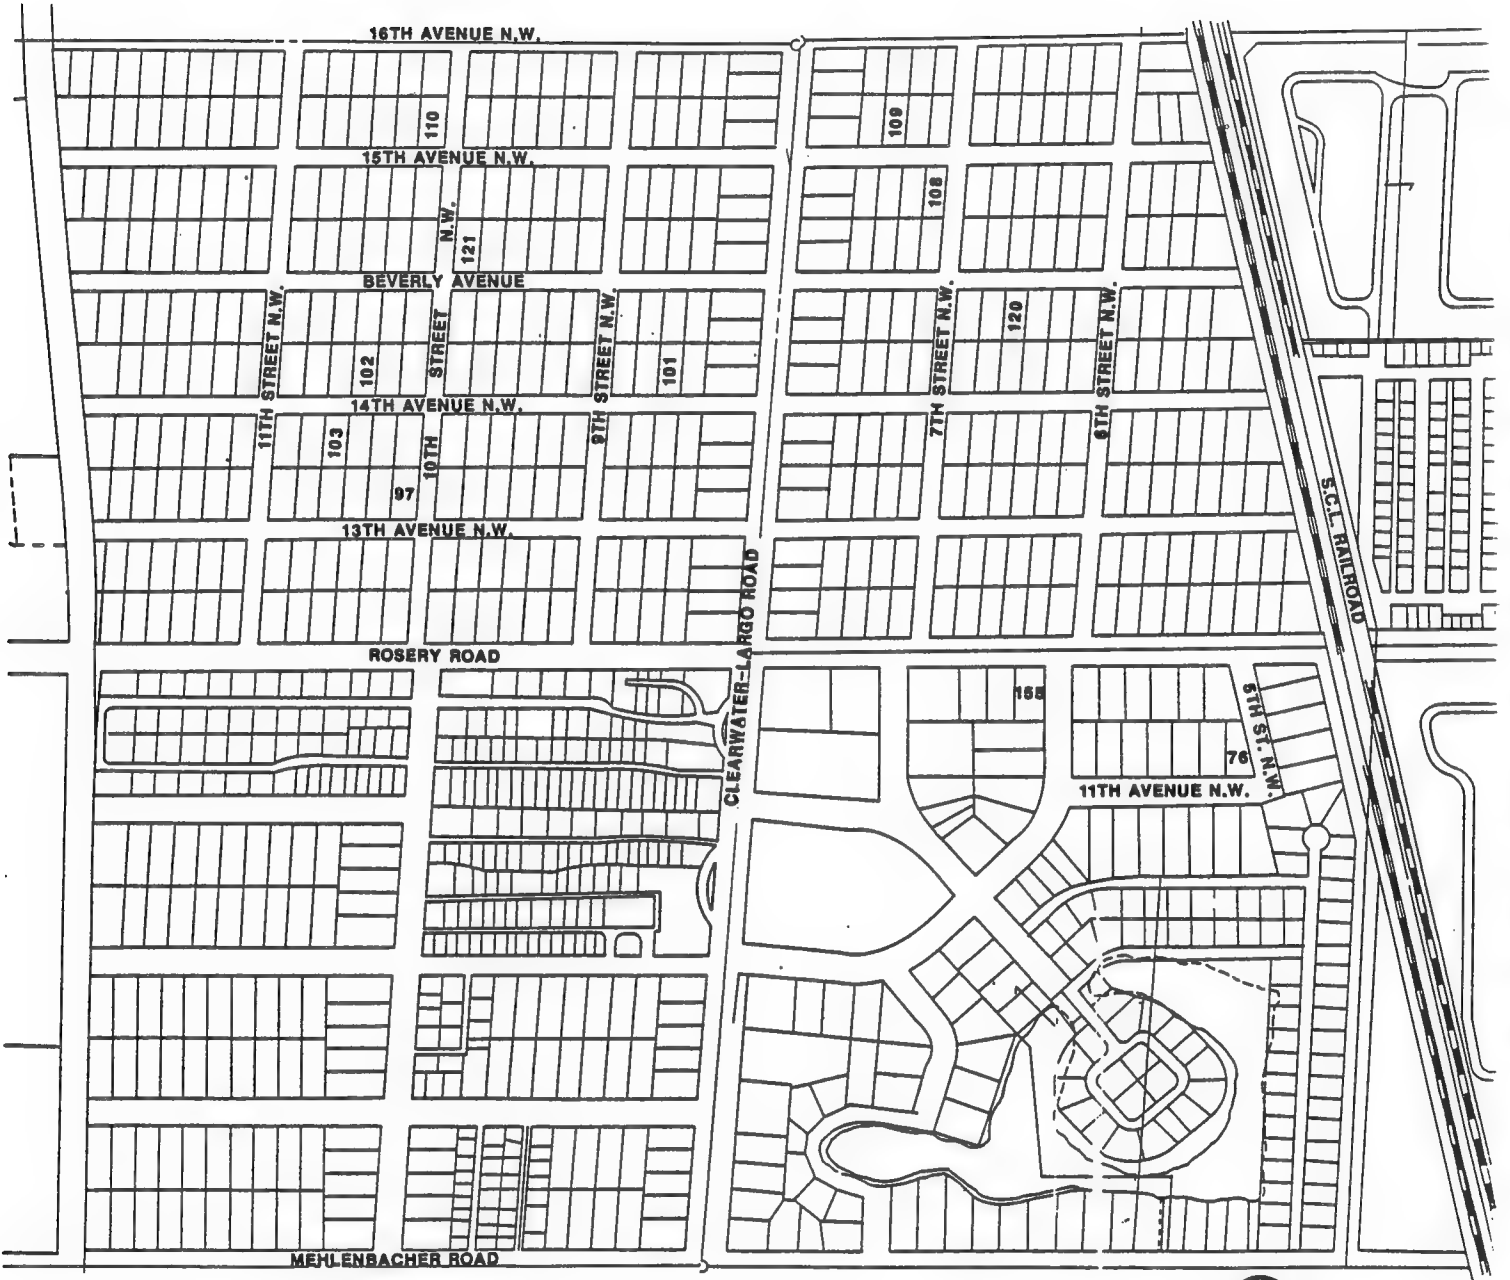 16TH AVENUE N.W.
110
109
15TH AVENUE N.W.
108
N.W.
121
BEVERLY AVENUE
11TH STREET N.W.
STREET
9TH STREET N.W.
7TH STREET N.W.
6TH STREET N.W.
120
102
101
14TH AVENUE N.W.
103
10TH
97
13TH AVENUE N.W.
S.C.L. RAILROAD
CLEARWATER-LARGO ROAD
ROSERY ROAD
155
5TH ST. N.W.
76
11TH AVENUE N.W.
MEHLENBACHER ROAD